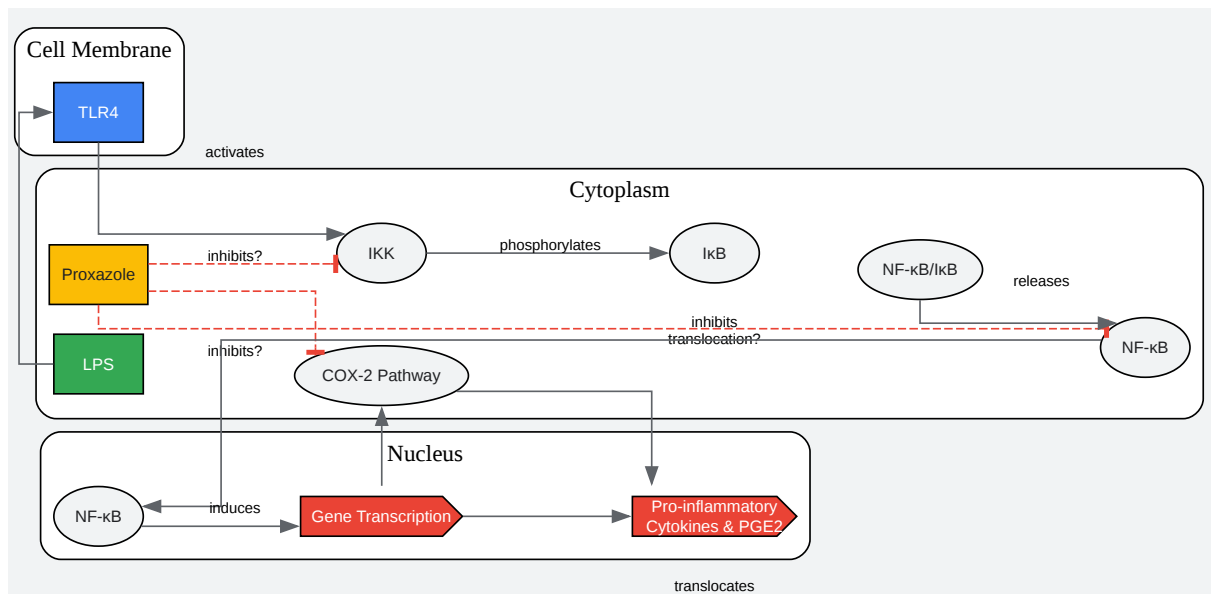 Cell Membrane
TLR4
activates
Cytoplasm
IKK
phosphorylates
IκB
NF-κB/IκB
releases
Proxazole
inhibits?
inhibits
translocation?
NF-κB
LPS
inhibits?
COX-2 Pathway
Nucleus
NF-κB
induces
Gene Transcription
Pro-inflammatory
Cytokines & PGE2
translocates